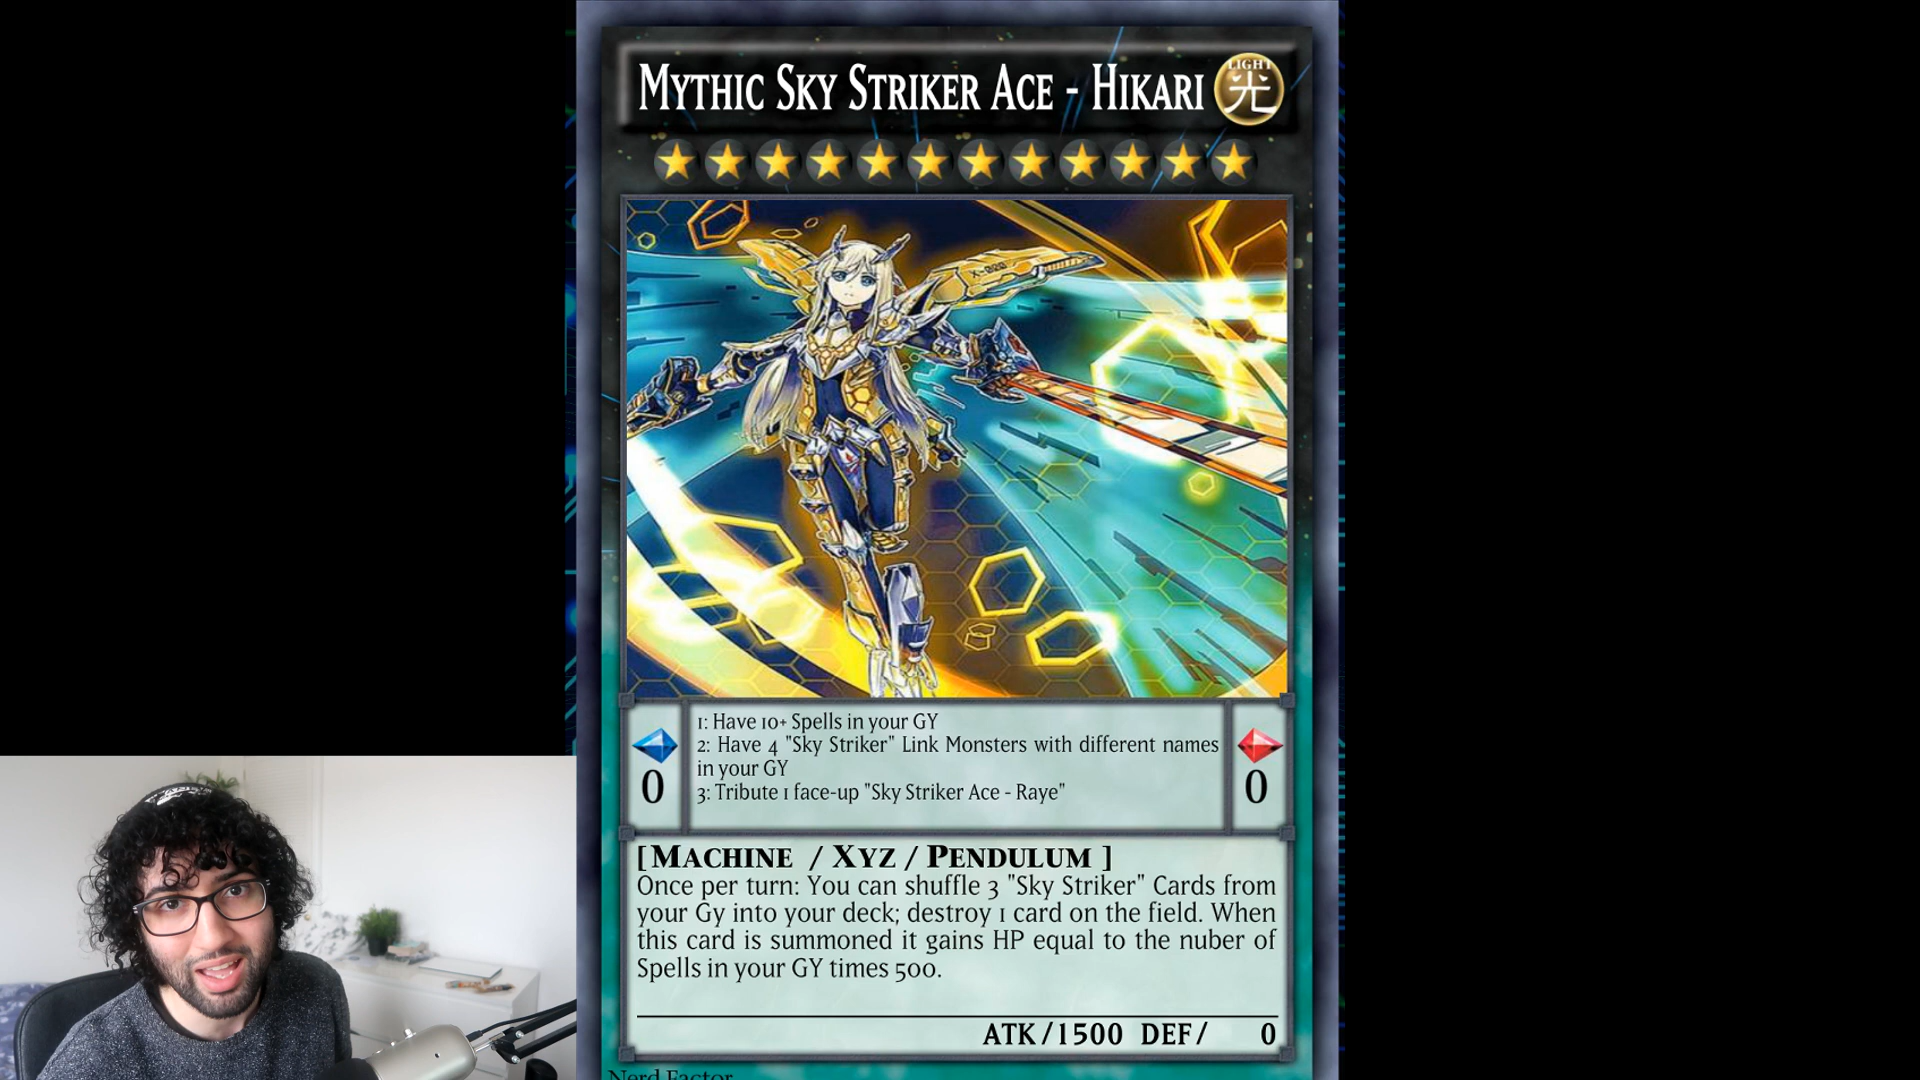 Mythic Sky Striker Ace - Hikari
LIGHT
光
X-020
1: Have 10+ Spells in your GY
2: Have 4 "Sky Striker" Link Monsters with different names
in your GY
3: Tribute 1 face-up "Sky Striker Ace - Raye"
0
0
[ Machine / Xyz / Pendulum ]
Once per turn: You can shuffle 3 "Sky Striker" Cards from
your Gy into your deck; destroy 1 card on the field. When
this card is summoned it gains HP equal to the nuber of
Spells in your GY times 500.
ATK/1500 DEF/ 0
Nerd Factor